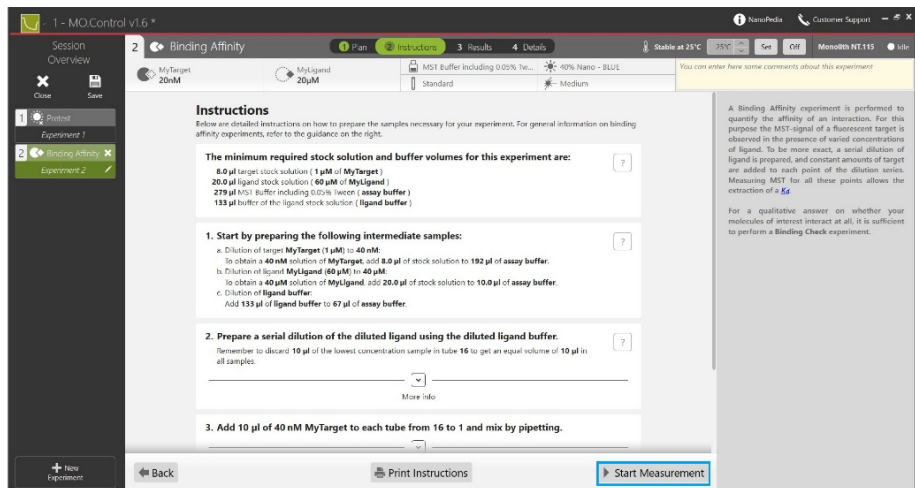 - 1 - MO.Control v1.6 *
NanoPedia
Customer Support
Session
Overview
Close
Save
1 Pretest
Experiment 1
2 Binding Affinity
Experiment 2
New
Experiment
2 Binding Affinity
1 Plan
2 Instructions
3 Results
4 Details
Stable at 25°C
25°C
Set
Off
Monolith NT.115
Idle
MyTarget
20nM
MyLigand
20µM
MST Buffer including 0.05% Tw...
Standard
40% Nano - BLUE
Medium
You can enter here some comments about this experiment
Instructions
Below are detailed instructions on how to prepare the samples necessary for your experiment. For general information on binding
affinity experiments, refer to the guidance on the right.
The minimum required stock solution and buffer volumes for this experiment are:
?
8.0 µl target stock solution ( 1 µM of MyTarget )
20.0 µl ligand stock solution ( 60 µM of MyLigand )
279 µl MST Buffer including 0.05% Tween ( assay buffer )
133 µl buffer of the ligand stock solution ( ligand buffer )
1. Start by preparing the following intermediate samples:
?
a. Dilution of target MyTarget (1 µM) to 40 nM:
To obtain a 40 nM solution of MyTarget, add 8.0 µl of stock solution to 192 µl of assay buffer.
b. Dilution of ligand MyLigand (60 µM) to 40 µM:
To obtain a 40 µM solution of MyLigand, add 20.0 µl of stock solution to 10.0 µl of assay buffer.
c. Dilution of ligand buffer:
Add 133 µl of ligand buffer to 67 µl of assay buffer.
2. Prepare a serial dilution of the diluted ligand using the diluted ligand buffer.
?
Remember to discard 10 µl of the lowest concentration sample in tube 16 to get an equal volume of 10 µl in
all samples.
More info
3. Add 10 µl of 40 nM MyTarget to each tube from 16 to 1 and mix by pipetting.
Back
Print Instructions
Start Measurement
A Binding Affinity experiment is performed to
quantify the affinity of an interaction. For this
purpose the MST-signal of a fluorescent target is
observed in the presence of varied concentrations
of ligand. To be more exact, a serial dilution of
ligand is prepared, and constant amounts of target
are added to each point of the dilution series.
Measuring MST for all these points allows the
extraction of a Kd.
For a qualitative answer on whether your
molecules of interest interact at all, it is sufficient
to perform a Binding Check experiment.